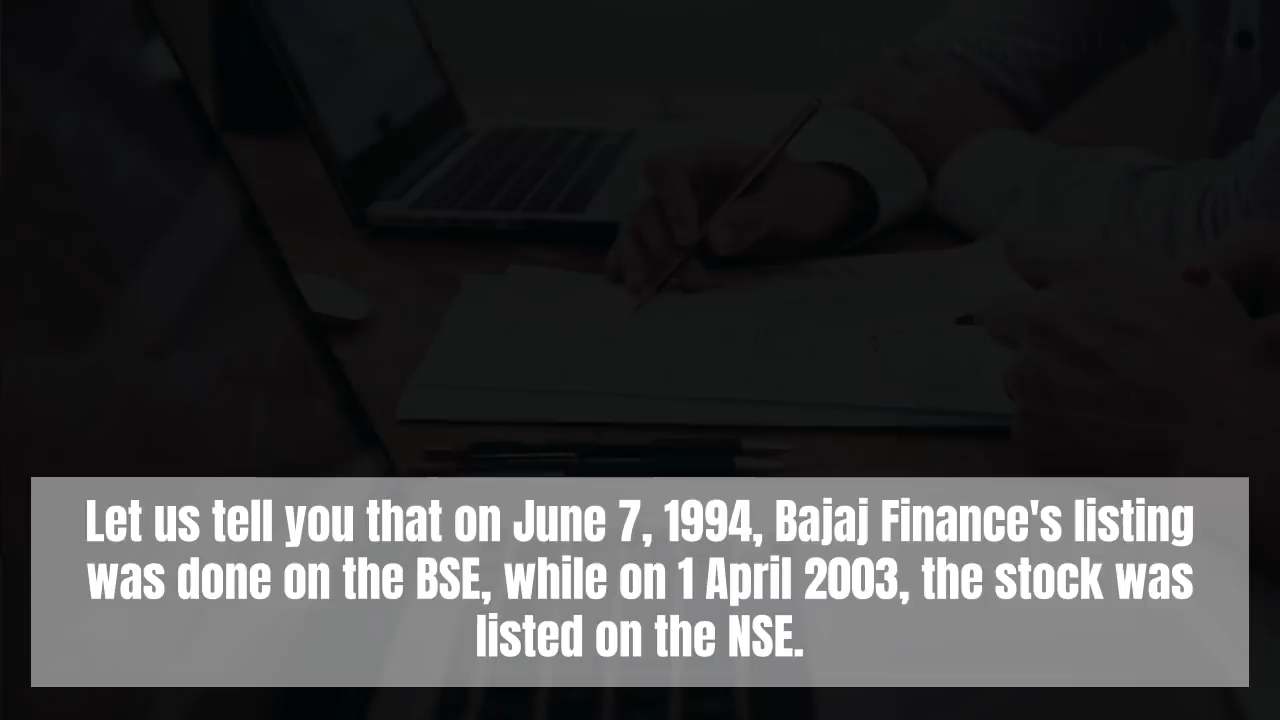 Let us tell you that on June 7, 1994, Bajaj Finance's listing
was done on the BSE, while on 1 April 2003, the stock was
listed on the NSE.